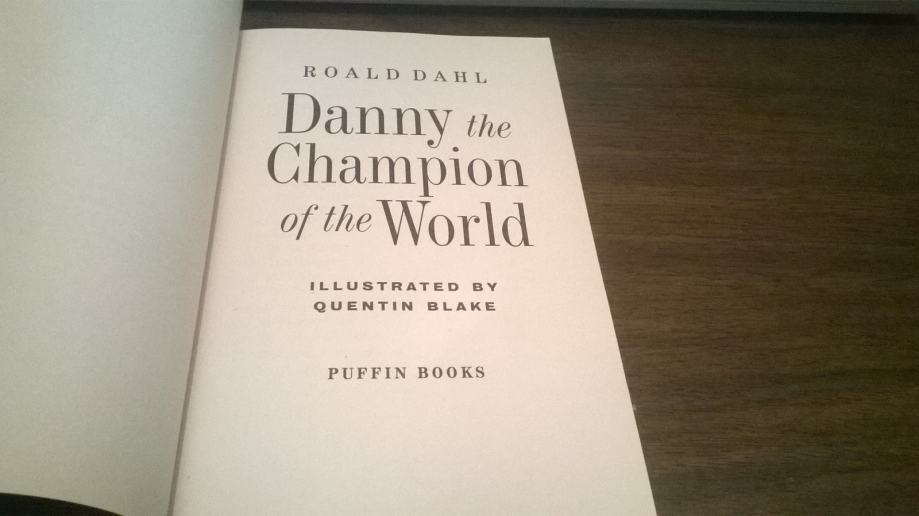 ROALD DAHL
Danny the
Champion
of the World
ILLUSTRATED BY
QUENTIN BLAKE
PUFFIN BOOKS